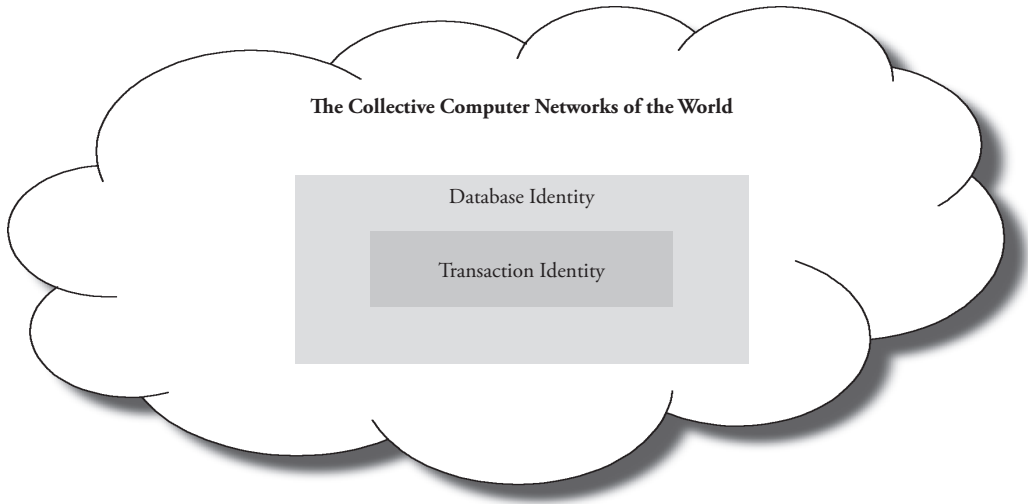 The Collective Computer Networks of the World
Database Identity
Transaction Identity